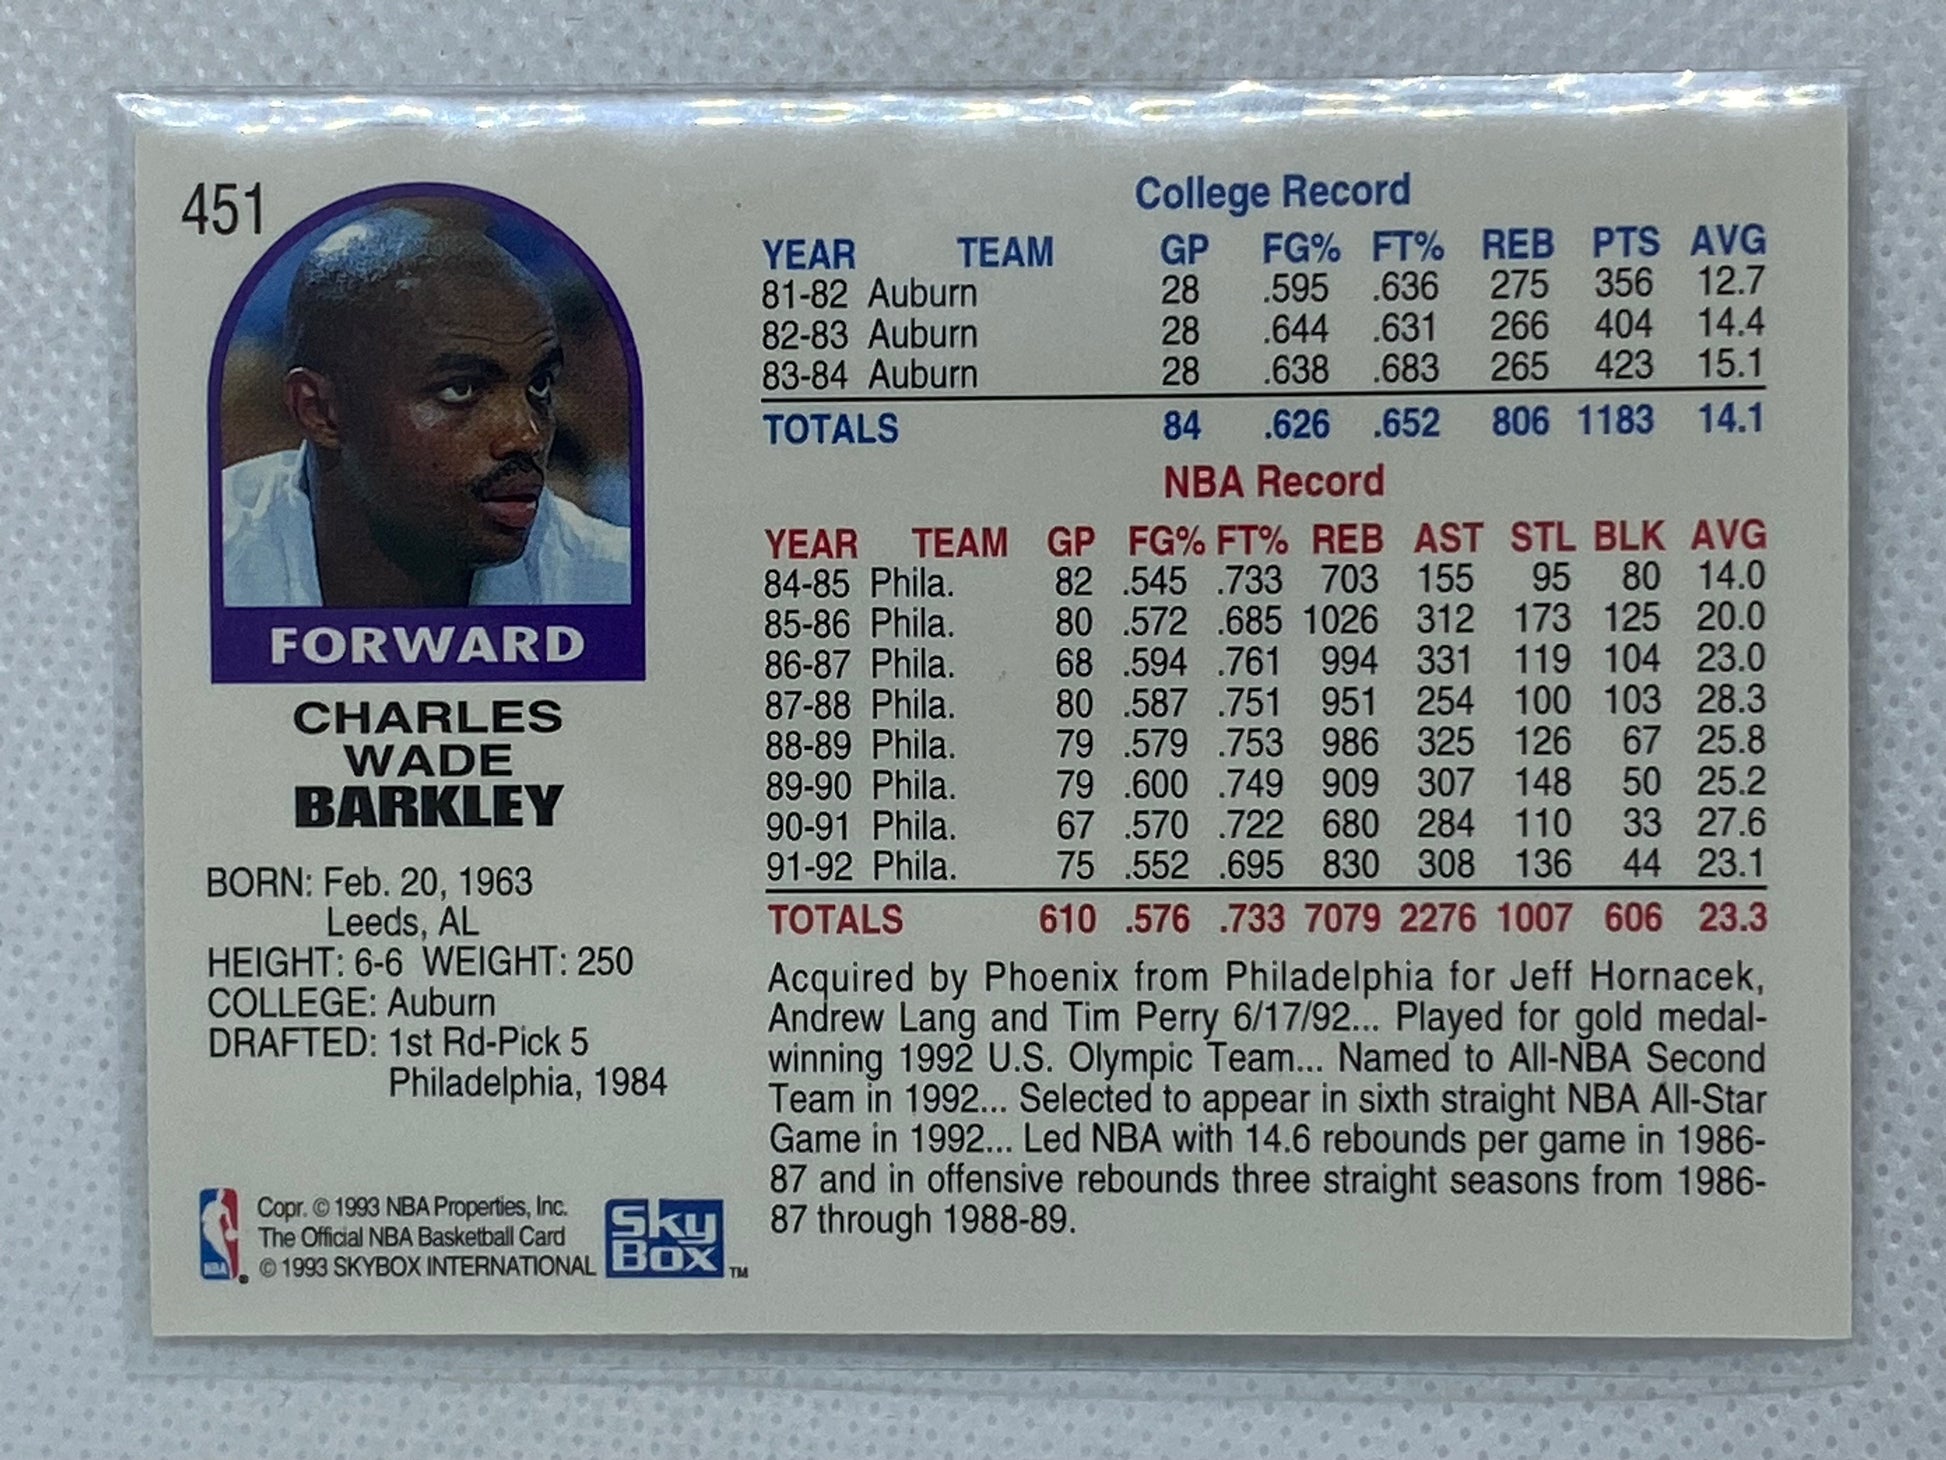 451
FORWARD
CHARLES
WADE
BARKLEY
BORN: Feb. 20, 1963
Leeds, AL
HEIGHT: 6-6 WEIGHT: 250
COLLEGE: Auburn
DRAFTED: 1st Rd-Pick 5
Philadelphia, 1984
NBA ®
Copr. © 1993 NBA Properties, Inc.
The Official NBA Basketball Card
© 1993 SKYBOX INTERNATIONAL
SkyBox TM
College Record
YEAR TEAM GP FG% FT% REB PTS AVG
81-82 Auburn 28 .595 .636 275 356 12.7
82-83 Auburn 28 .644 .631 266 404 14.4
83-84 Auburn 28 .638 .683 265 423 15.1
TOTALS 84 .626 .652 806 1183 14.1
NBA Record
YEAR TEAM GP FG% FT% REB AST STL BLK AVG
84-85 Phila. 82 .545 .733 703 155 95 80 14.0
85-86 Phila. 80 .572 .685 1026 312 173 125 20.0
86-87 Phila. 68 .594 .761 994 331 119 104 23.0
87-88 Phila. 80 .587 .751 951 254 100 103 28.3
88-89 Phila. 79 .579 .753 986 325 126 67 25.8
89-90 Phila. 79 .600 .749 909 307 148 50 25.2
90-91 Phila. 67 .570 .722 680 284 110 33 27.6
91-92 Phila. 75 .552 .695 830 308 136 44 23.1
TOTALS 610 .576 .733 7079 2276 1007 606 23.3
Acquired by Phoenix from Philadelphia for Jeff Hornacek,
Andrew Lang and Tim Perry 6/17/92... Played for gold medal-
winning 1992 U.S. Olympic Team... Named to All-NBA Second
Team in 1992... Selected to appear in sixth straight NBA All-Star
Game in 1992... Led NBA with 14.6 rebounds per game in 1986-
87 and in offensive rebounds three straight seasons from 1986-
87 through 1988-89.